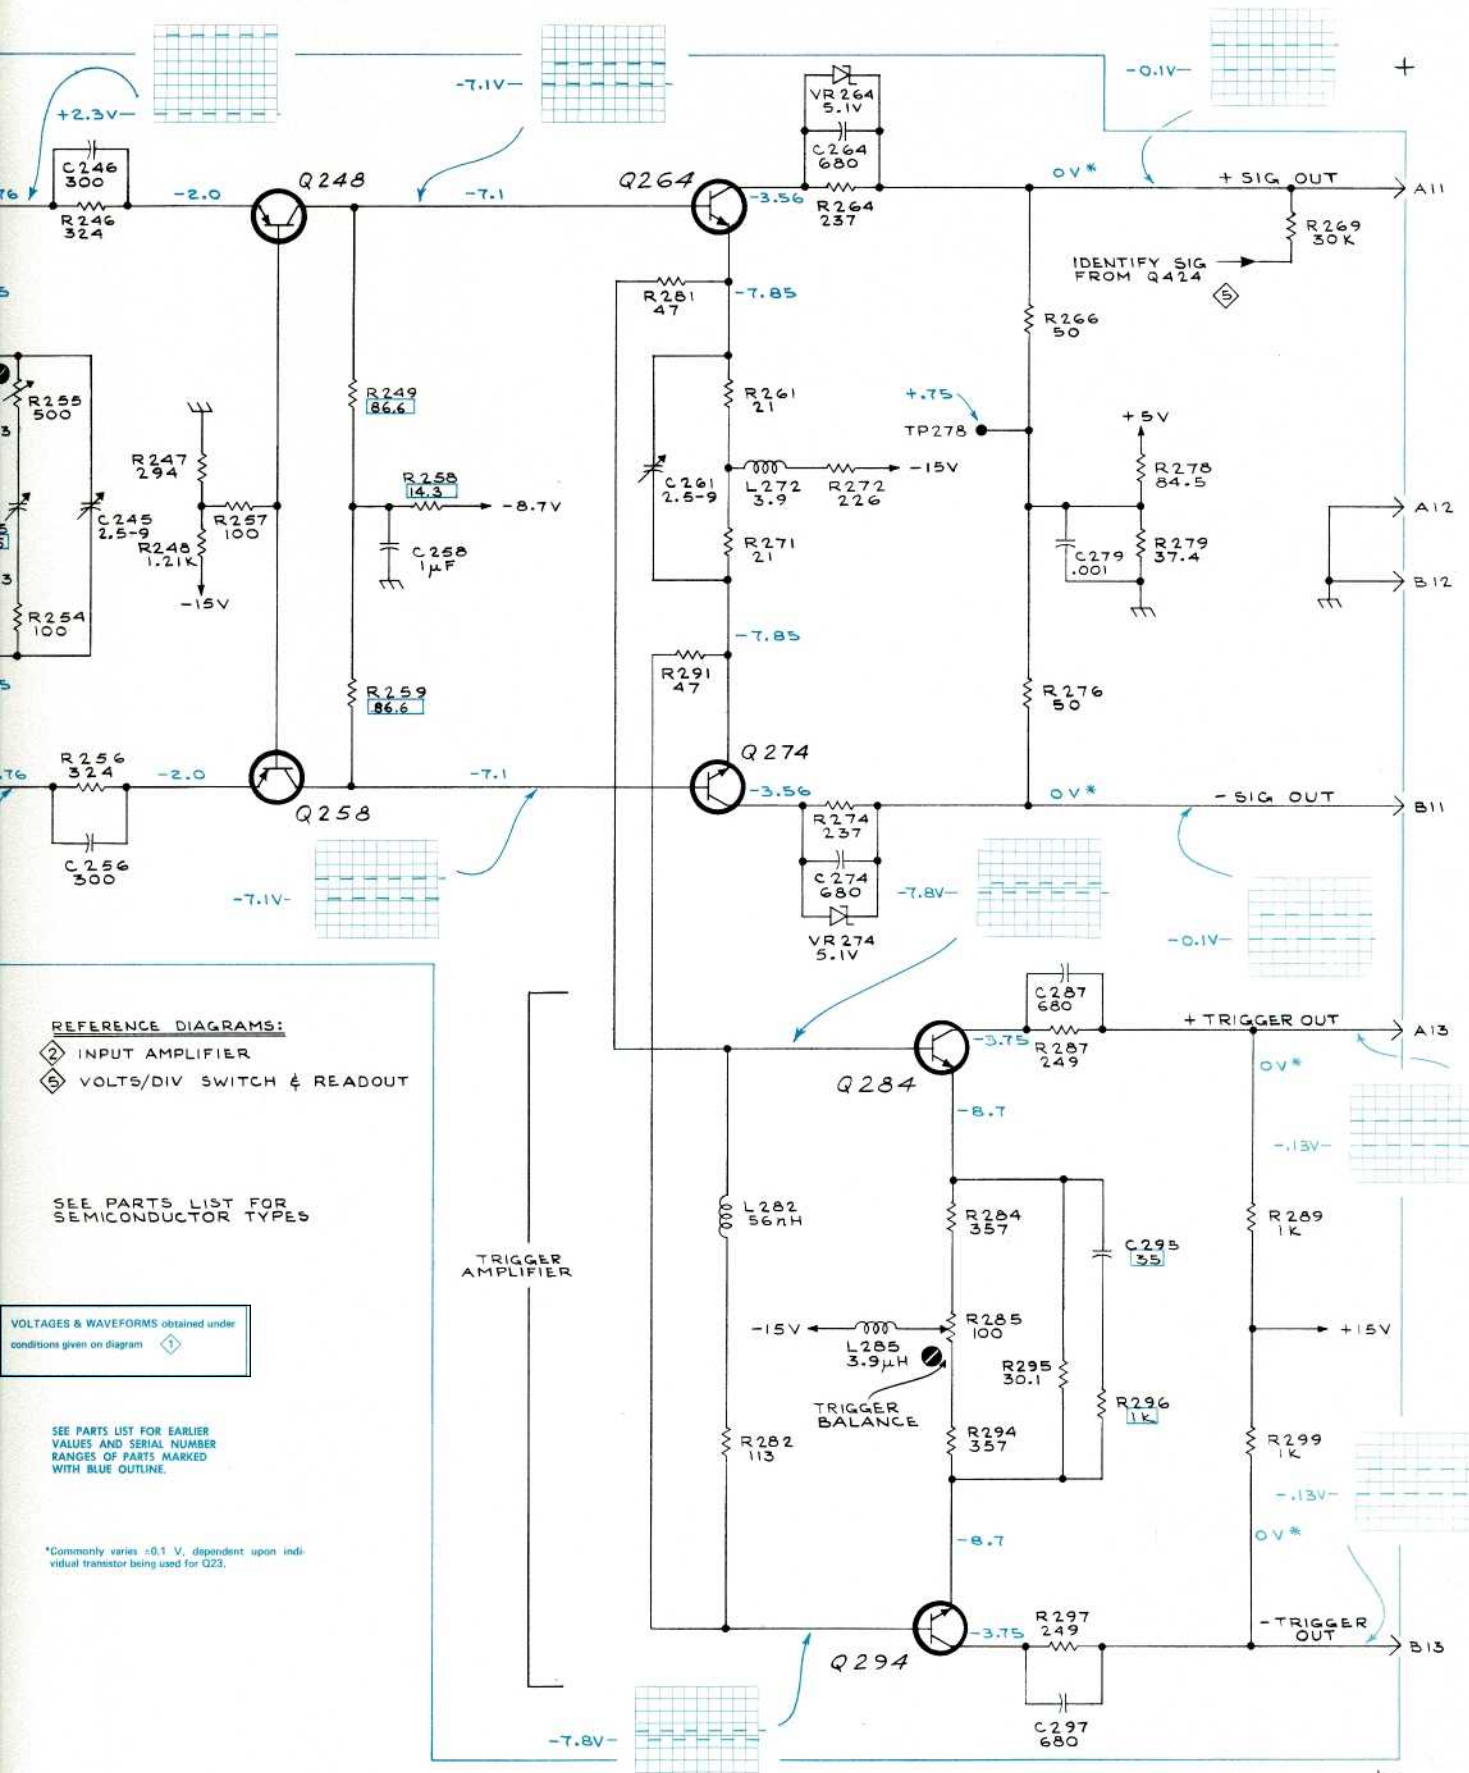 -0.1V
-7.1V
VR264
5.1V
+2.3V
C264
680
C246
300
Q248
Q264
0V*
+ SIG OUT
A11
76
-2.0
-7.1
-3.56
R246
324
R264
237
R269
30K
IDENTIFY SIG
FROM Q424
5
-7.85
R281
47
R266
50
R255
500
R249
86.6
R261
21
+.75
TP278
+5V
R247
294
R258
14.3
-8.7V
C261
2.5-9
L272
3.9
R272
226
-15V
R278
84.5
A12
C245
2.5-9
R257
100
R248
1.21K
-15V
C258
1µF
R271
21
C279
.001
R279
37.4
B12
R254
100
-7.85
R291
47
R259
86.6
R276
50
Q274
R256
324
.76
-2.0
-7.1
-3.56
0V*
- SIG OUT
B11
Q258
R274
237
C256
300
C274
680
-7.8V
-7.1V-
VR274
5.1V
-0.1V
C287
680
REFERENCE DIAGRAMS:
2 INPUT AMPLIFIER
5 VOLTS/DIV SWITCH & READOUT
+ TRIGGER OUT
A13
-3.75
R287
249
Q284
0V*
-8.7
-.13V
SEE PARTS LIST FOR
SEMICONDUCTOR TYPES
L282
56nH
R284
357
R289
1K
TRIGGER
AMPLIFIER
C295
35
VOLTAGES & WAVEFORMS obtained under
conditions given on diagram 1
-15V
L285
3.9µH
R285
100
+15V
R295
30.1
TRIGGER
BALANCE
R296
1K
SEE PARTS LIST FOR EARLIER
VALUES AND SERIAL NUMBER
RANGES OF PARTS MARKED
WITH BLUE OUTLINE.
R282
113
R294
357
R299
1K
-.13V
-8.7
0V*
*Commonly varies ±0.1 V, dependent upon indi-
vidual transistor being used for Q23.
R297
249
-3.75
- TRIGGER
OUT
B13
Q294
C297
680
-7.8V-